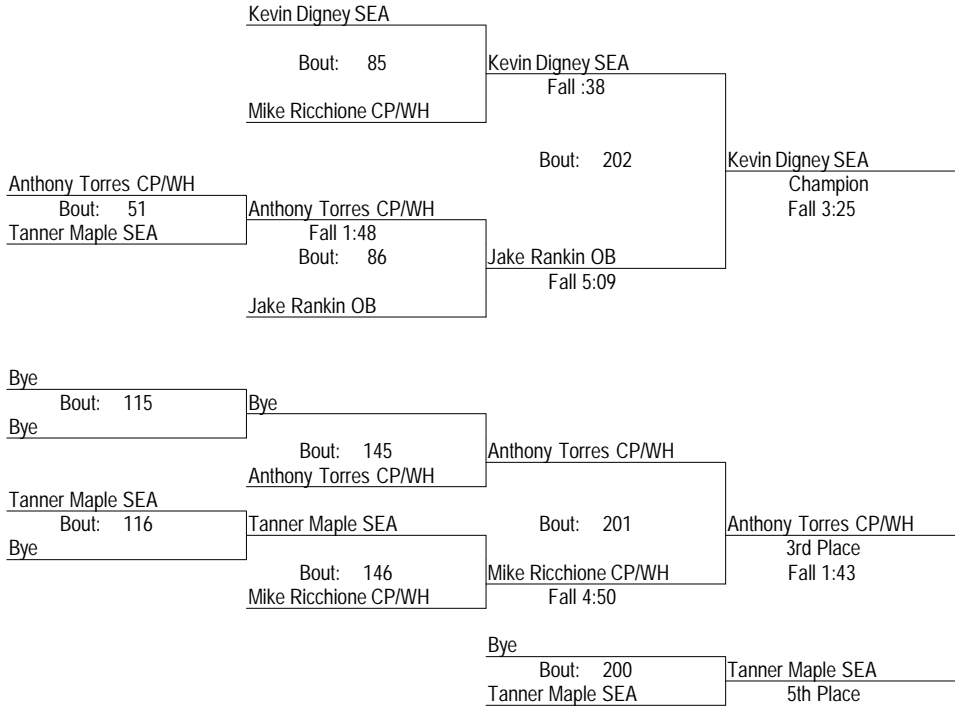 Kevin Digney SEA
Bout: 85
Kevin Digney SEA
Fall :38
Mike Ricchione CP/WH
Bout: 202
Kevin Digney SEA
Champion
Fall 3:25
Anthony Torres CP/WH
Bout: 51
Tanner Maple SEA
Anthony Torres CP/WH
Fall 1:48
Bout: 86
Jake Rankin OB
Fall 5:09
Jake Rankin OB
Bye
Bout: 115
Bye
Bye
Bout: 145
Anthony Torres CP/WH
Anthony Torres CP/WH
Tanner Maple SEA
Bout: 116
Bye
Tanner Maple SEA
Bout: 201
Anthony Torres CP/WH
3rd Place
Fall 1:43
Bout: 146
Mike Ricchione CP/WH
Mike Ricchione CP/WH
Fall 4:50
Bye
Bout: 200
Tanner Maple SEA
Tanner Maple SEA
5th Place